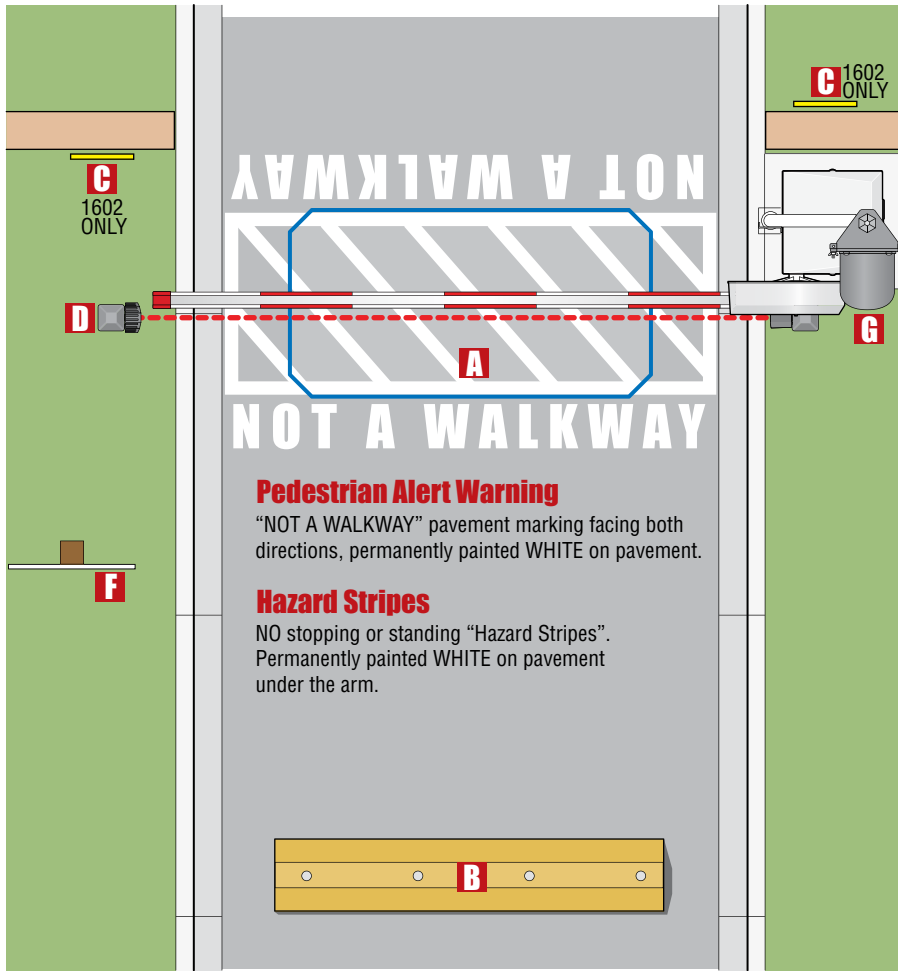 C 1602
ONLY
C
1602
ONLY
NOT A WALKWAY
D
G
A
NOT A WALKWAY
Pedestrian Alert Warning
“NOT A WALKWAY” pavement marking facing both
directions, permanently painted WHITE on pavement.
F
Hazard Stripes
NO stopping or standing “Hazard Stripes”.
Permanently painted WHITE on pavement
under the arm.
B